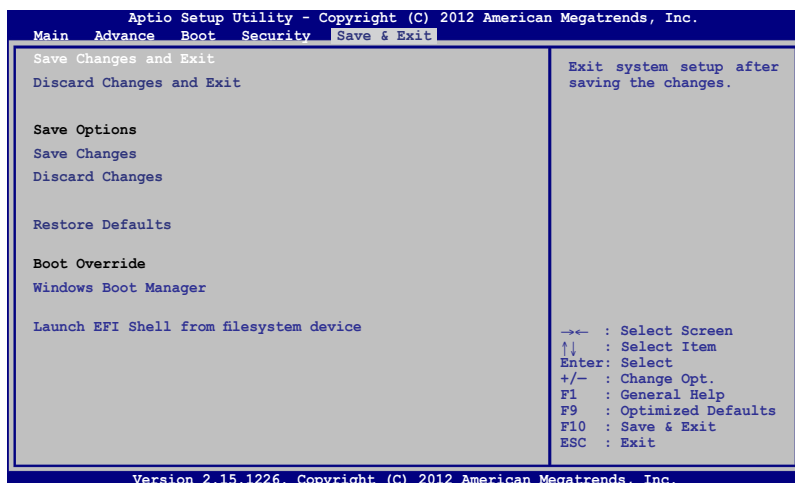 Aptio Setup Utility - Copyright (C) 2012 American Megatrends, Inc.
Main Advance Boot Security Save & Exit
Save Changes and Exit
Discard Changes and Exit
Save Options
Save Changes
Discard Changes
Restore Defaults
Boot Override
Windows Boot Manager
Launch EFI Shell from filesystem device
Exit system setup after
saving the changes.
→← : Select Screen
↑↓ : Select Item
Enter: Select
+/— : Change Opt.
F1 : General Help
F9 : Optimized Defaults
F10 : Save & Exit
ESC : Exit
Version 2.15.1226. Copyright (C) 2012 American Megatrends, Inc.